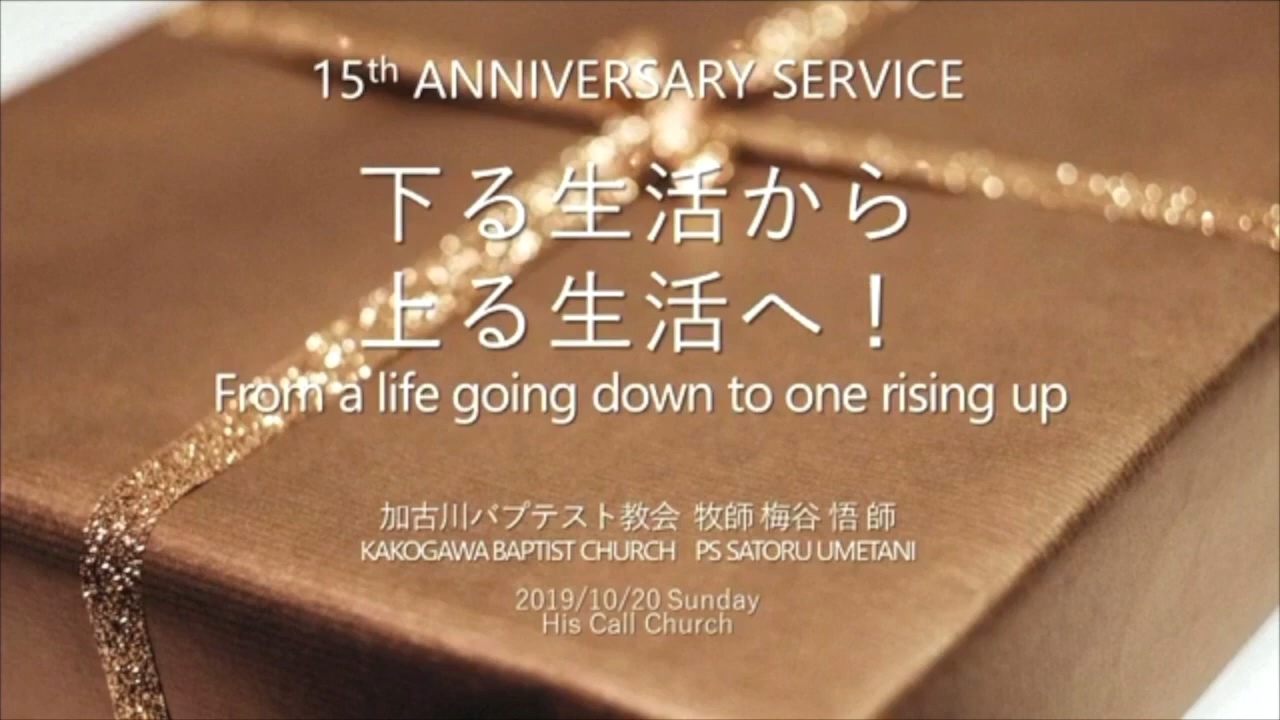 15th ANNIVERSARY SERVICE
下る生活から
上る生活へ！
From a life going down to one rising up
加古川バプテスト教会 牧師 梅谷 悟 師
KAKOGAWA BAPTIST CHURCH PS SATORU UMETANI
2019/10/20 Sunday
His Call Church